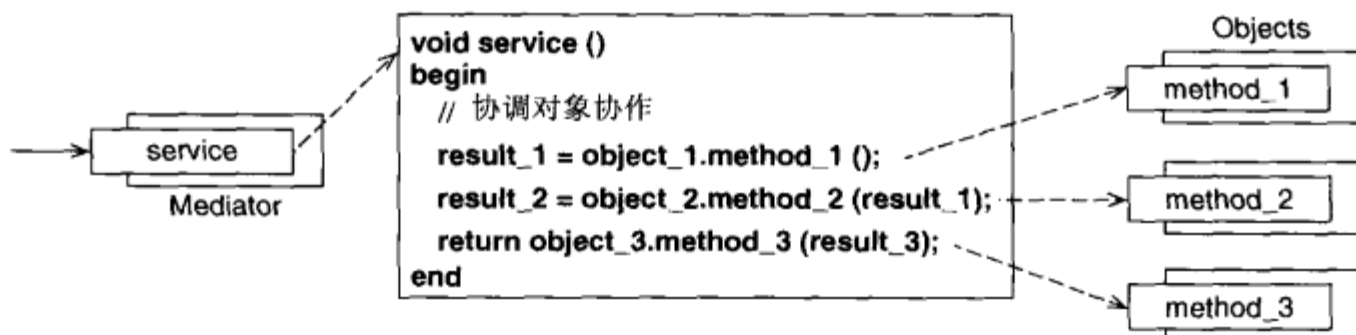 service
Mediator
void service ()
begin
// 协调对象协作
result_1 = object_1.method_1 ();
result_2 = object_2.method_2 (result_1);
return object_3.method_3 (result_3);
end
Objects
method_1
method_2
method_3